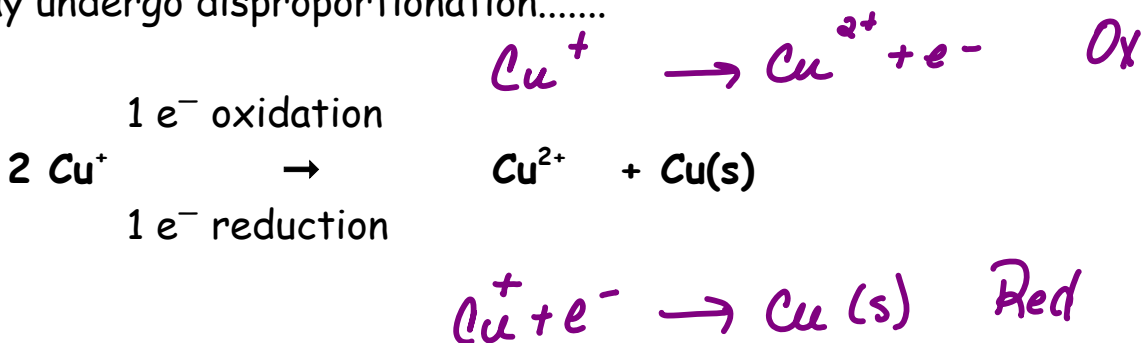 y undergo disproportionation.......
Cu⁺ → Cu²⁺ + e⁻ Ox
1 e⁻ oxidation
2 Cu⁺ → Cu²⁺ + Cu(s)
1 e⁻ reduction
Cu⁺ + e⁻ → Cu (s) Red